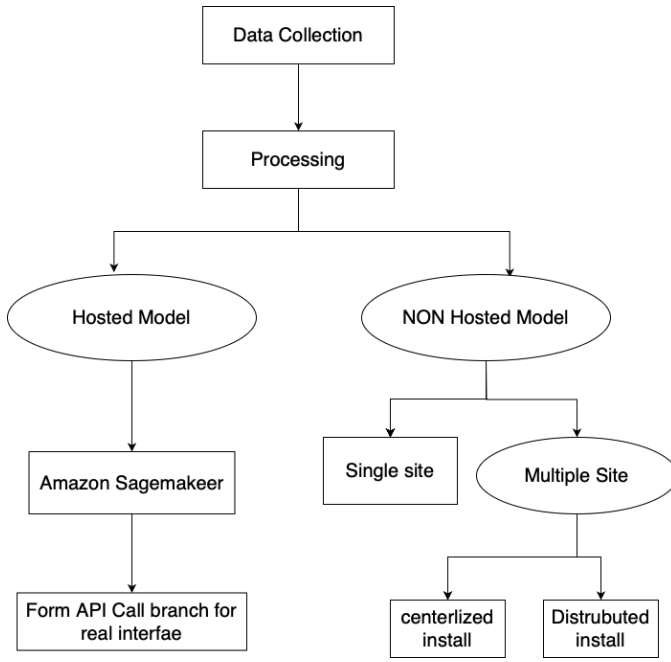 Data Collection
Processing
Hosted Model
NON Hosted Model
Amazon Sagemakeer
Single site
Multiple Site
Form API Call branch for
real interfae
centerlized
install
Distrubuted
install